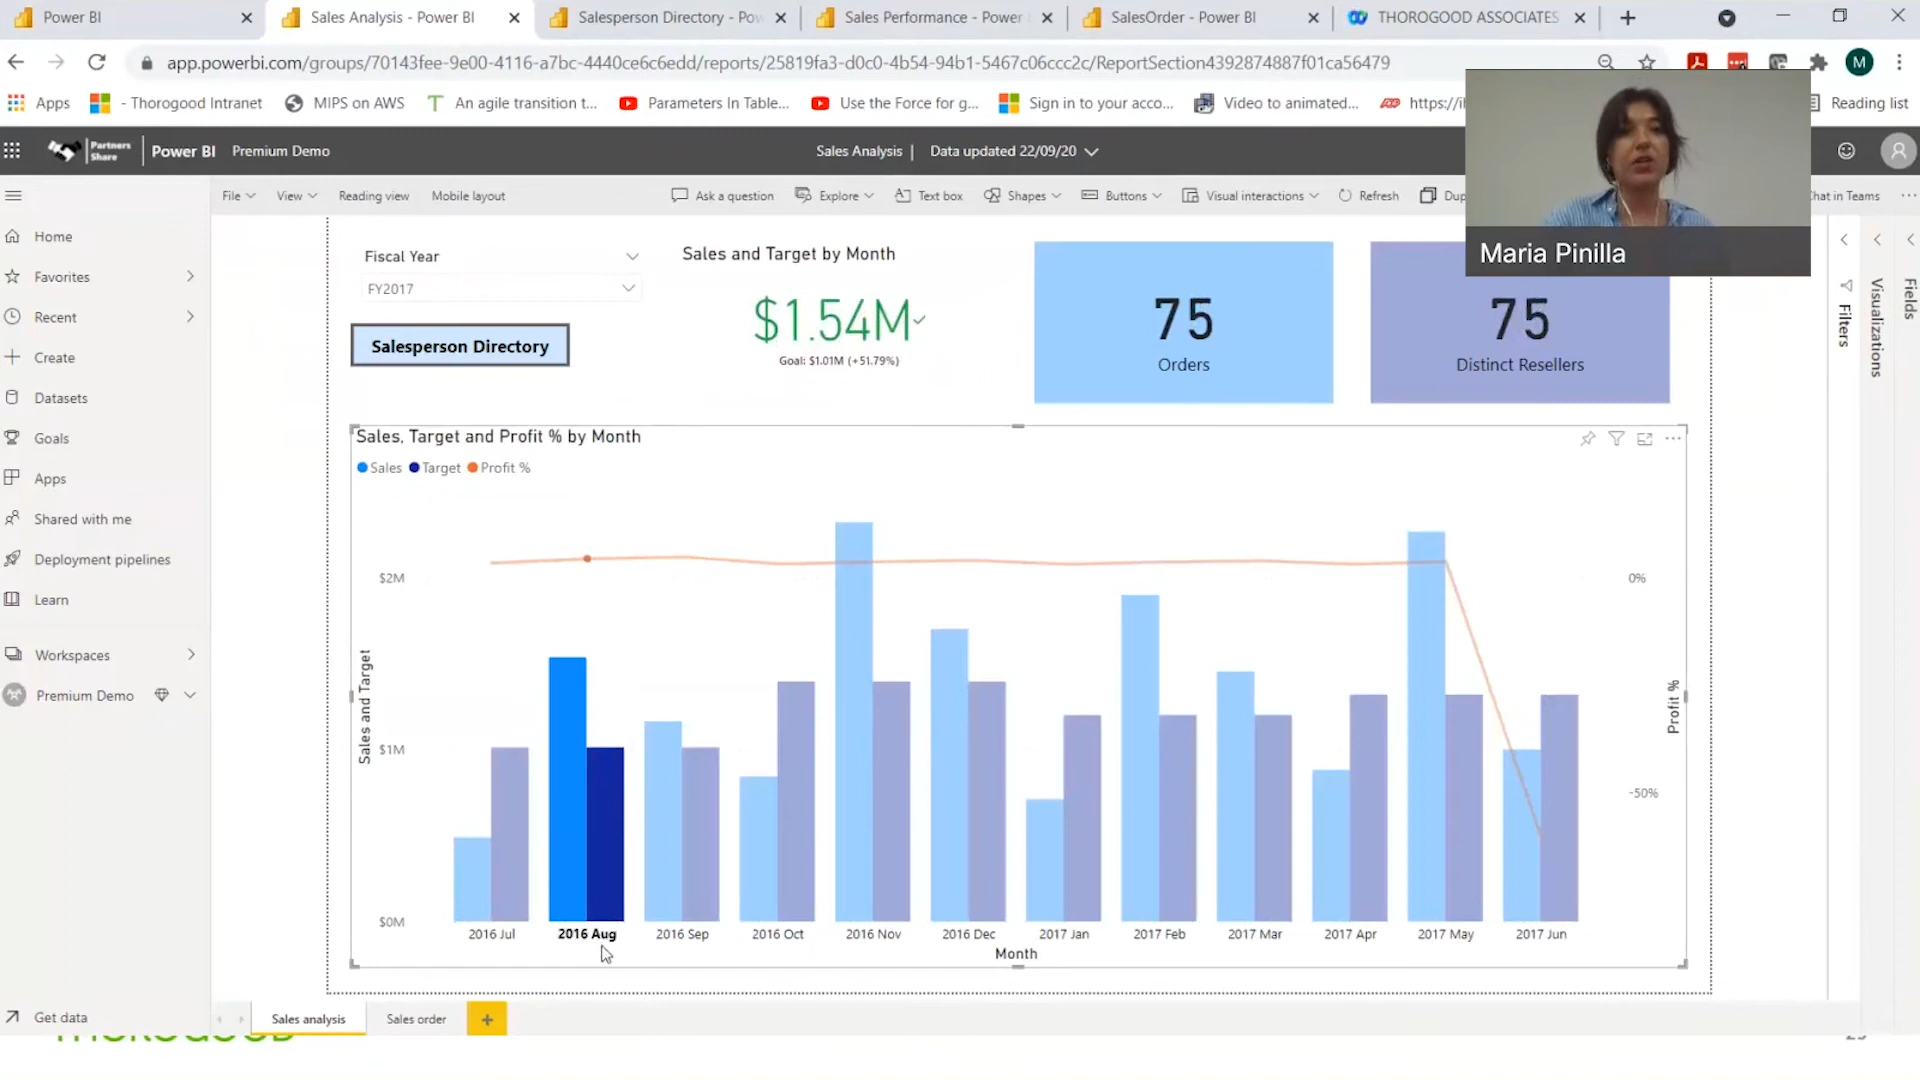 Power BI
Sales Analysis - Power BI
Salesperson Directory - Pow
Sales Performance - Power
SalesOrder - Power BI
THOROGOOD ASSOCIATES
app.powerbi.com/groups/70143fee-9e00-4116-a7bc-4440ce6c6edd/reports/25819fa3-d0c0-4b54-94b1-5467c06ccc2c/ReportSection4392874887f01ca56479
M
Apps
- Thorogood Intranet
MIPS on AWS
An agile transition t...
Parameters In Table...
Use the Force for g...
Sign in to your acco...
Video to animated...
Reading list
Partners Share
Power BI
Premium Demo
Sales Analysis | Data updated 22/09/20
File
View
Reading view
Mobile layout
Ask a question
Explore
Text box
Shapes
Buttons
Visual interactions
Refresh
Dup
Chat in Teams
Maria Pinilla
Home
Favorites
Recent
Create
Datasets
Goals
Apps
Shared with me
Deployment pipelines
Learn
Workspaces
Premium Demo
Get data
Fiscal Year
FY2017
Salesperson Directory
Sales and Target by Month
$1.54M
Goal: $1.01M (+51.79%)
75
Orders
75
Distinct Resellers
Filters
Visualizations
Fields
Sales, Target and Profit % by Month
Sales Target Profit %
Sales and Target
$2M
$1M
$0M
0%
-50%
Profit %
2016 Jul
2016 Aug
2016 Sep
2016 Oct
2016 Nov
2016 Dec
2017 Jan
2017 Feb
2017 Mar
2017 Apr
2017 May
2017 Jun
Month
Sales analysis
Sales order